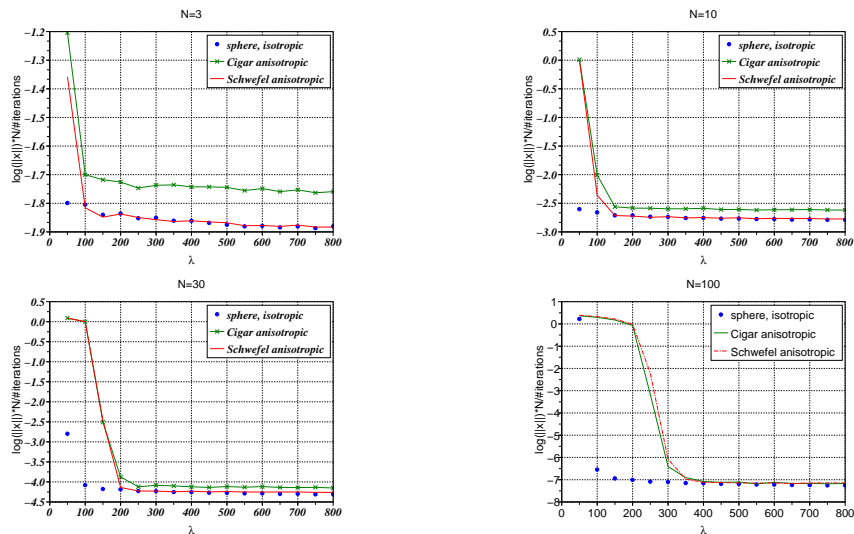 N=3
−1.2
−1.3
−1.4
−1.5
−1.6
−1.7
−1.8
−1.9
log(||x||)*N/#iterations
sphere, isotropic
Cigar anisotropic
Schwefel anisotropic
0 100 200 300 400 500 600 700 800
λ
N=10
0.5
0.0
−0.5
−1.0
−1.5
−2.0
−2.5
−3.0
log(||x||)*N/#iterations
sphere, isotropic
Cigar anisotropic
Schwefel anisotropic
0 100 200 300 400 500 600 700 800
λ
N=30
0.5
0.0
−0.5
−1.0
−1.5
−2.0
−2.5
−3.0
−3.5
−4.0
−4.5
log(||x||)*N/#iterations
sphere, isotropic
Cigar anisotropic
Schwefel anisotropic
0 100 200 300 400 500 600 700 800
λ
N=100
1
0
−1
−2
−3
−4
−5
−6
−7
−8
log(||x||)*N/#iterations
sphere, isotropic
Cigar anisotropic
Schwefel anisotropic
0 100 200 300 400 500 600 700 800
λ